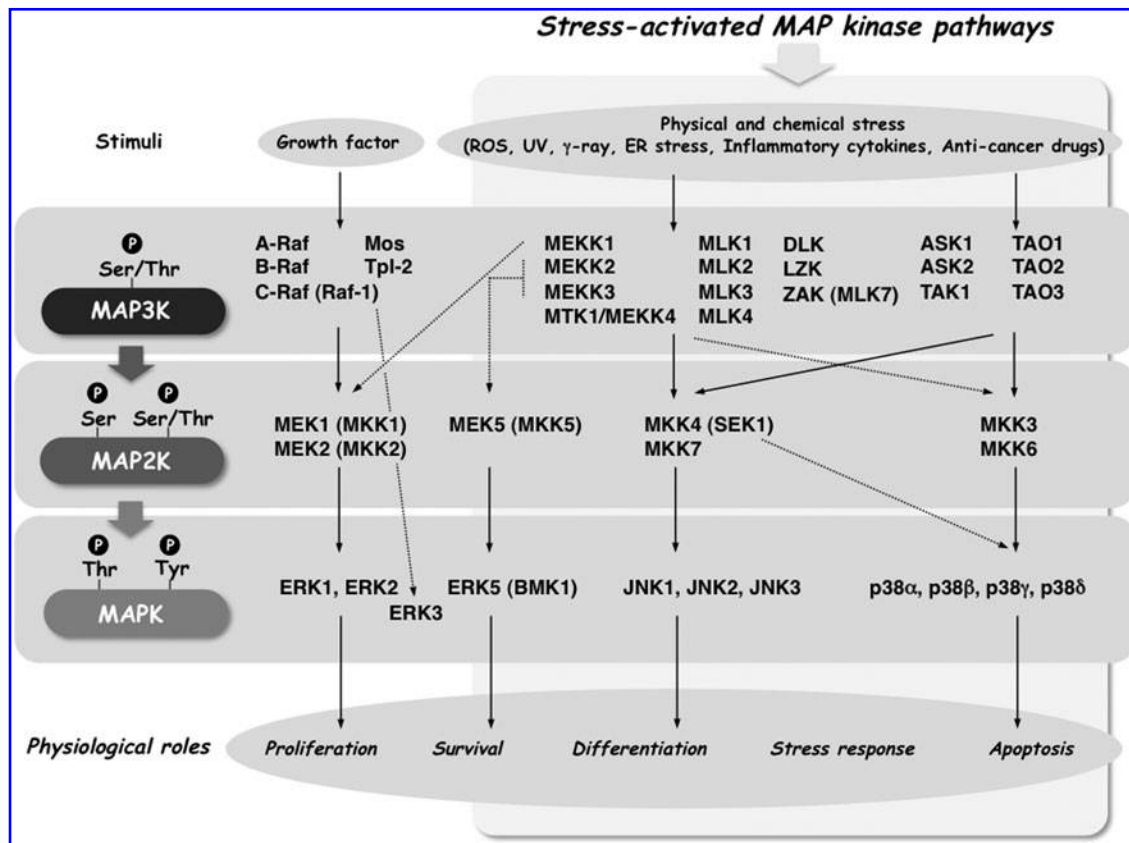 Stress-activated MAP kinase pathways
Stimuli
Growth factor
Physical and chemical stress
(ROS, UV, γ-ray, ER stress, Inflammatory cytokines, Anti-cancer drugs)
P
Ser/Thr
MAP3K
A-Raf
B-Raf
C-Raf (Raf-1)
Mos
Tpl-2
MEKK1
MEKK2
MEKK3
MTK1/MEKK4
MLK1
MLK2
MLK3
MLK4
DLK
LZK
ZAK (MLK7)
ASK1
ASK2
TAK1
TAO1
TAO2
TAO3
P
P
Ser
Ser/Thr
MAP2K
MEK1 (MKK1)
MEK2 (MKK2)
MEK5 (MKK5)
MKK4 (SEK1)
MKK7
MKK3
MKK6
P
P
Thr
Tyr
MAPK
ERK1, ERK2
ERK3
ERK5 (BMK1)
JNK1, JNK2, JNK3
p38α, p38β, p38γ, p38δ
Physiological roles
Proliferation
Survival
Differentiation
Stress response
Apoptosis